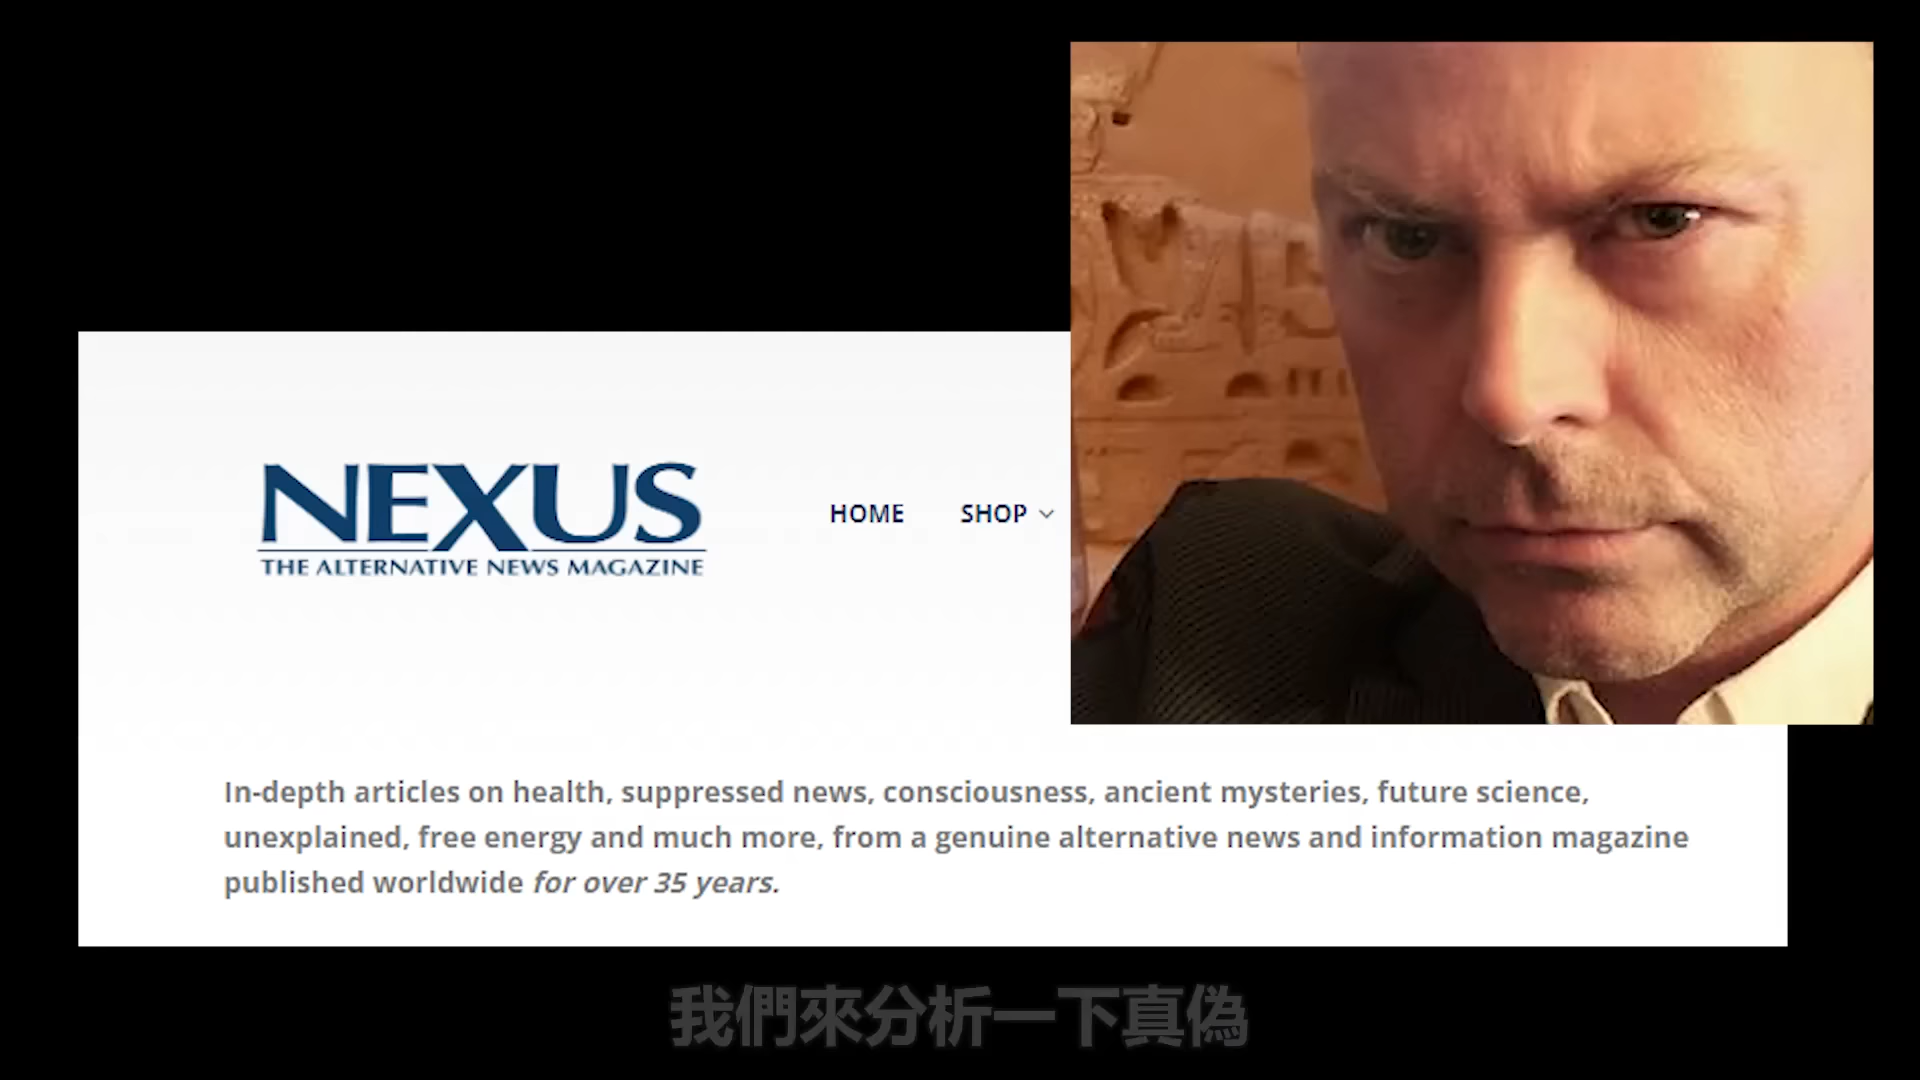 NEXUS
THE ALTERNATIVE NEWS MAGAZINE
HOME SHOP
In-depth articles on health, suppressed news, consciousness, ancient mysteries, future science,
unexplained, free energy and much more, from a genuine alternative news and information magazine
published worldwide for over 35 years.
我們來分析一下真偽